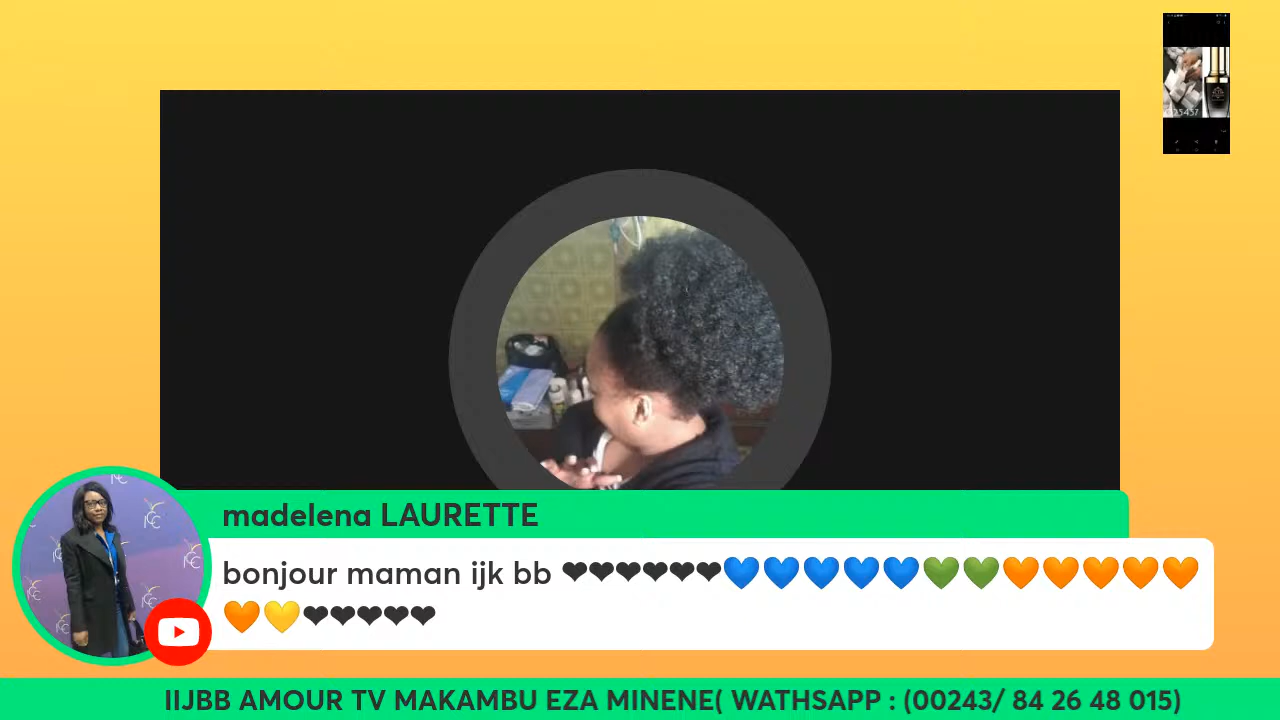 madelena LAURETTE
bonjour maman ijk bb ❤❤❤❤❤❤💙💙💙💙💙💚💚🧡🧡🧡🧡🧡
🧡💛❤❤❤❤❤
IIJBB AMOUR TV MAKAMBU EZA MINENE( WATHSAPP : (00243/ 84 26 48 015)